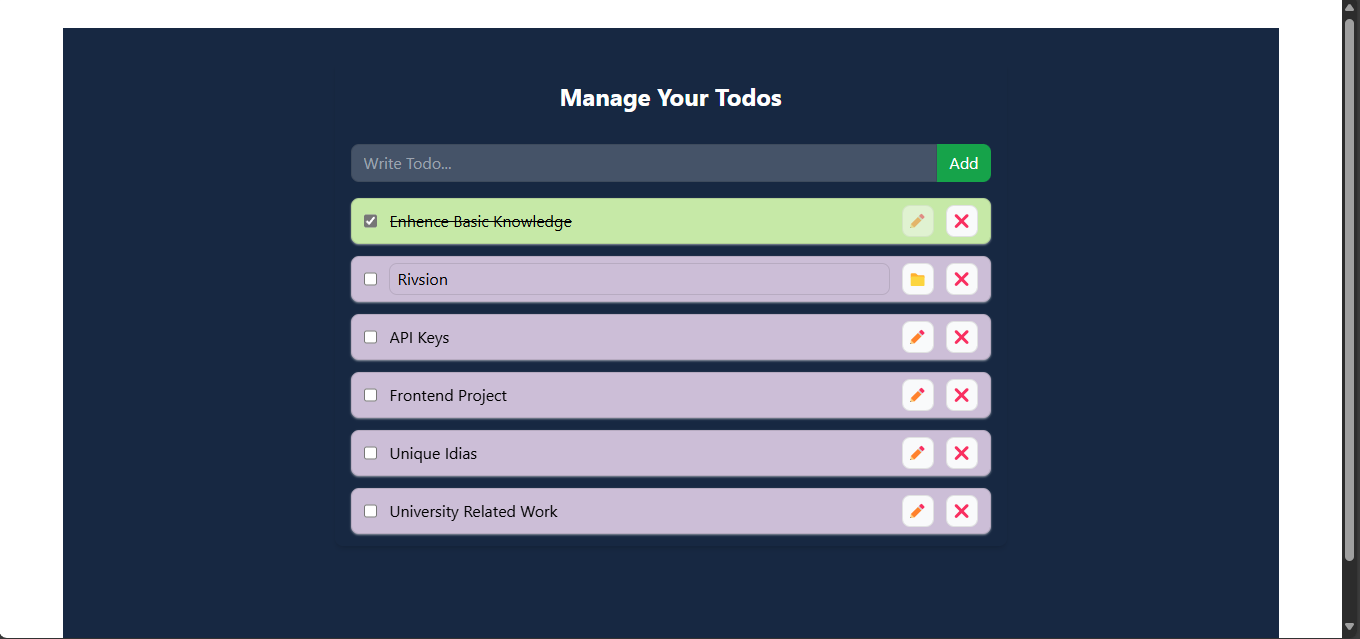 Manage Your Todos
Write Todo...
Add
Enhence Basic Knowledge
Rivsion
API Keys
Frontend Project
Unique Idias
University Related Work